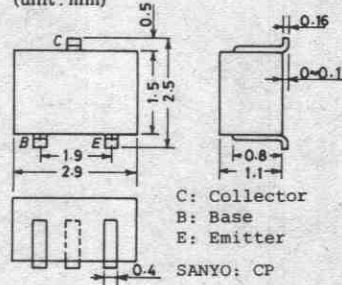 (unit: mm)
C
0.5
1.5
2.5
B
E
1.9
2.9
0.16
0~0.1
0.8
1.1
C: Collector
B: Base
E: Emitter
0.4
SANYO: CP